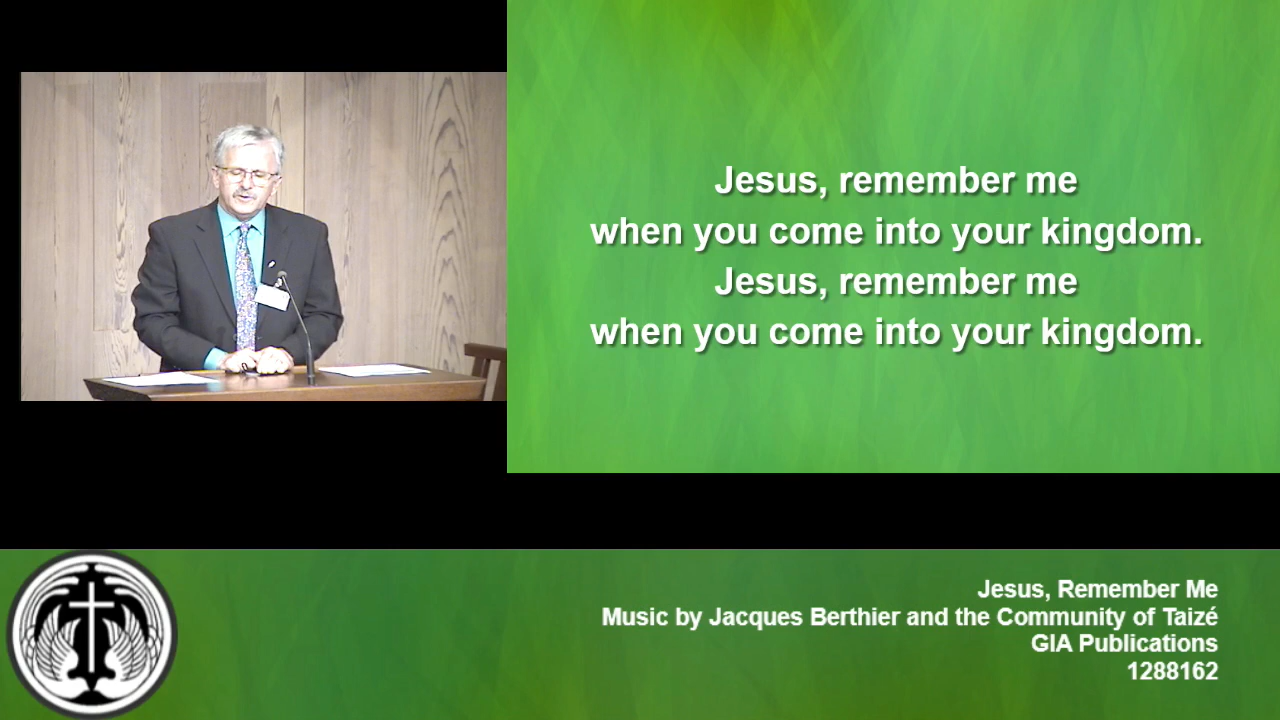 Jesus, remember me
when you come into your kingdom.
Jesus, remember me
when you come into your kingdom.
Jesus, Remember Me
Music by Jacques Berthier and the Community of Taizé
GIA Publications
1288162